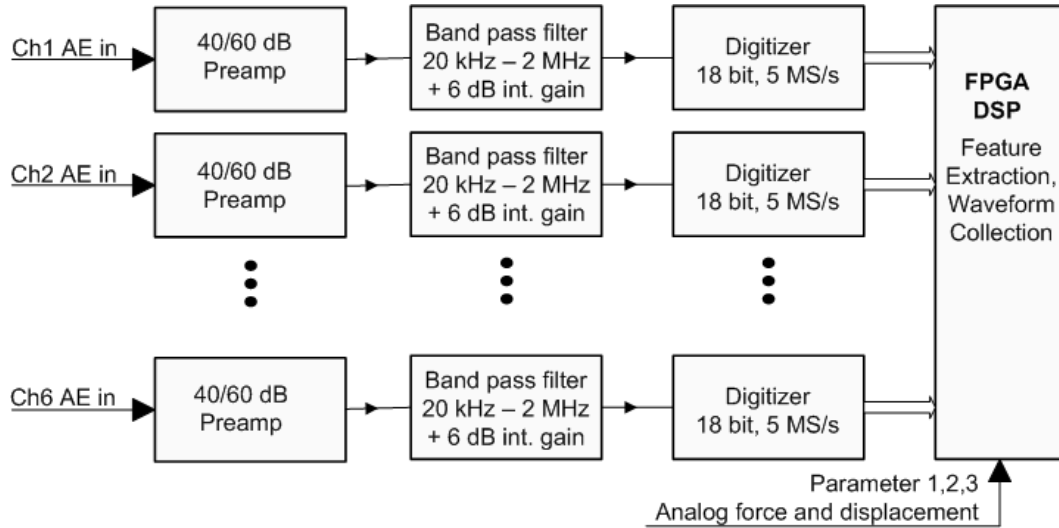 Ch1 AE in
40/60 dB
Preamp
Band pass filter
20 kHz – 2 MHz
+ 6 dB int. gain
Digitizer
18 bit, 5 MS/s
Ch2 AE in
40/60 dB
Preamp
Band pass filter
20 kHz – 2 MHz
+ 6 dB int. gain
Digitizer
18 bit, 5 MS/s
Ch6 AE in
40/60 dB
Preamp
Band pass filter
20 kHz – 2 MHz
+ 6 dB int. gain
Digitizer
18 bit, 5 MS/s
FPGA
DSP
Feature
Extraction,
Waveform
Collection
Parameter 1,2,3
Analog force and displacement